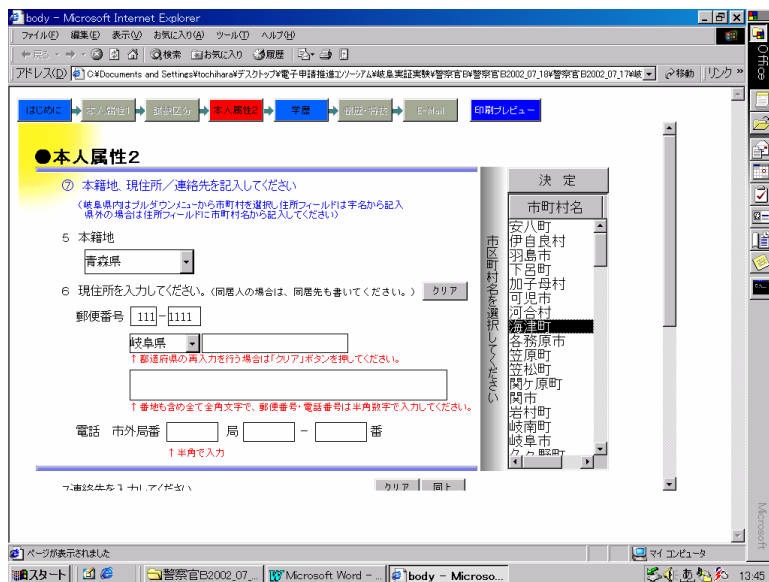 body - Microsoft Internet Explorer
ファイル(F) 編集(E) 表示(V) お気に入り(A) ツール(T) ヘルプ(H)
戻る 検索 お気に入り 履歴
アドレス(D) C:¥Documents and Settings¥tochihara¥デスクトップ¥電子申請推進コンソーシアム¥岐阜実証実験¥警察官B¥警察官B2002_07_18¥警察官B2002_07_17¥岐 移動 リンク »
Office
はじめに 本人属性1 試験区分 本人属性2 学歴 職歴・特技 E-Mail 印刷プレビュー
●本人属性2
⑦ 本籍地、現住所／連絡先を記入してください
（岐阜県内はプルダウンメニューから市町村を選択し住所フィールドは字名から記入
県外の場合は住所フィールドに市町村名から記入してください）
5 本籍地
青森県
6 現住所を入力してください。（同居人の場合は、同居先も書いてください。） クリア
郵便番号 111-1111
岐阜県
↑都道府県の再入力を行う場合は「クリア」ボタンを押してください。
↑番地も含め全て全角文字で、郵便番号・電話番号は半角数字で入力してください。
電話 市外局番 局 - 番
↑半角で入力
7連絡先を入力してください クリア 同上
市区町村名を選択してください
決 定
市町村名
安八町
伊自良村
羽島市
下呂町
加子母村
可児市
河合村
海津町
各務原市
笠原町
笠松町
関ケ原町
関市
岩村町
岐南町
岐阜市
久々野町
Microsoft
ページが表示されました マイ コンピュータ
スタート 警察官B2002_07_... Microsoft Word - ... body - Microso... あ 13:45